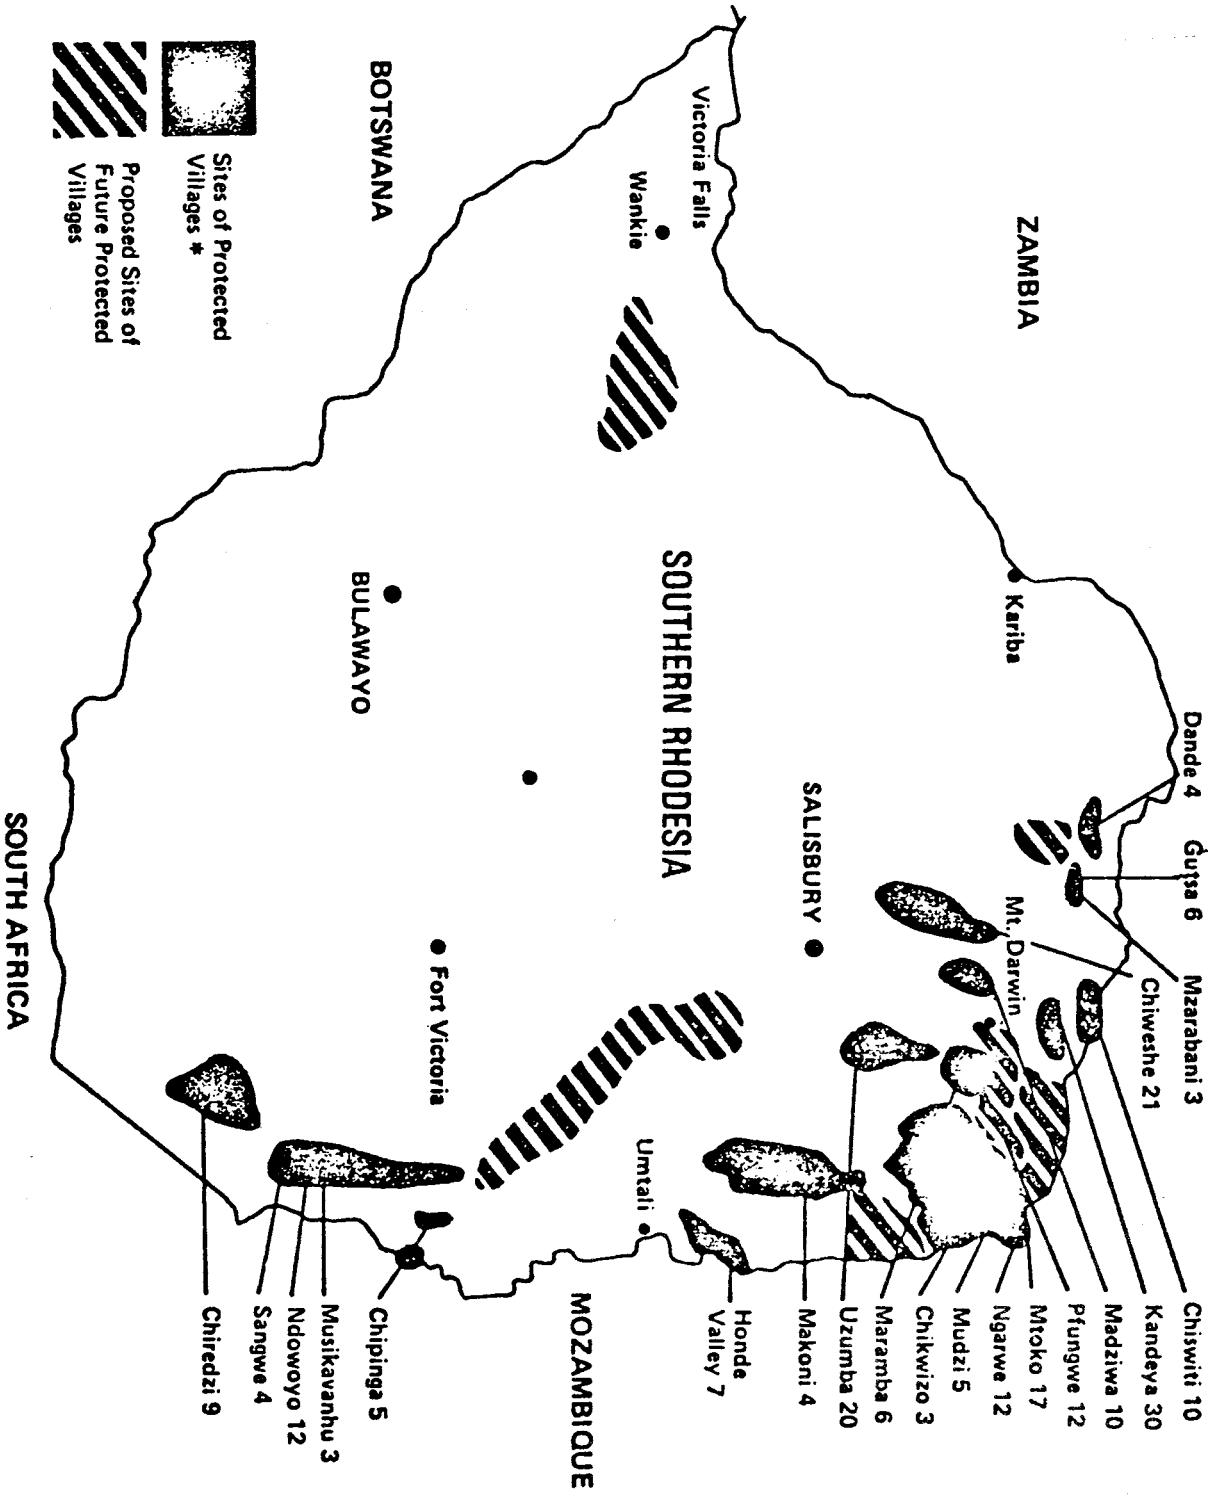 ZAMBIA
Victoria Falls
Wankie
BOTSWANA
Kariba
Dande 4
Gutsa 6
Mzarabani 3
Chiweshe 21
Mt. Darwin
SALISBURY
SOUTHERN RHODESIA
BULAWAYO
Fort Victoria
Umtali
SOUTH AFRICA
MOZAMBIQUE
Chiswiti 10
Kandeya 30
Madziwa 10
Pfungwe 12
Mtoko 17
Ngarwe 12
Mudzi 5
Chikwizo 3
Maramba 6
Uzumba 20
Makoni 4
Honde
Valley 7
Chipinga 5
Musikavanhu 3
Ndowoyo 12
Sangwe 4
Chiredzi 9
Sites of Protected
Villages *
Proposed Sites of
Future Protected
Villages